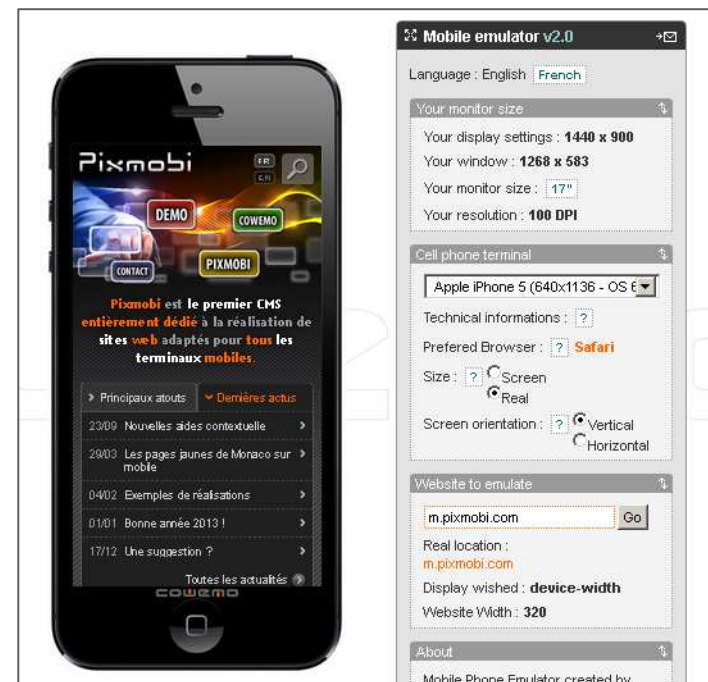 Pixmobi
FR
EN
DEMO
COWEMO
CONTACT
PIXMOBI
Pixmobi est le premier CMS
entièrement dédié à la réalisation de
sites web adaptés pour tous les
terminaux mobiles.
Principaux atouts
Dernières actus
23/09 Nouvelles aides contextuelle
29/03 Les pages jaunes de Monaco sur
mobile
04/02 Exemples de réalisations
01/01 Bonne année 2013 !
17/12 Une suggestion ?
Toutes les actualités
cowemo
Mobile emulator v2.0
Language : English French
Your monitor size
Your display settings : 1440 x 900
Your window : 1268 x 583
Your monitor size : 17"
Your resolution : 100 DPI
Cell phone terminal
Apple iPhone 5 (640x1136 - OS 6
Technical informations : ?
Prefered Browser : ? Safari
Size : ? Screen
Real
Screen orientation : ? Vertical
Horizontal
Website to emulate
m.pixmobi.com Go
Real location :
m.pixmobi.com
Display wished : device-width
Website Width : 320
About
Mobile Phone Emulator created by